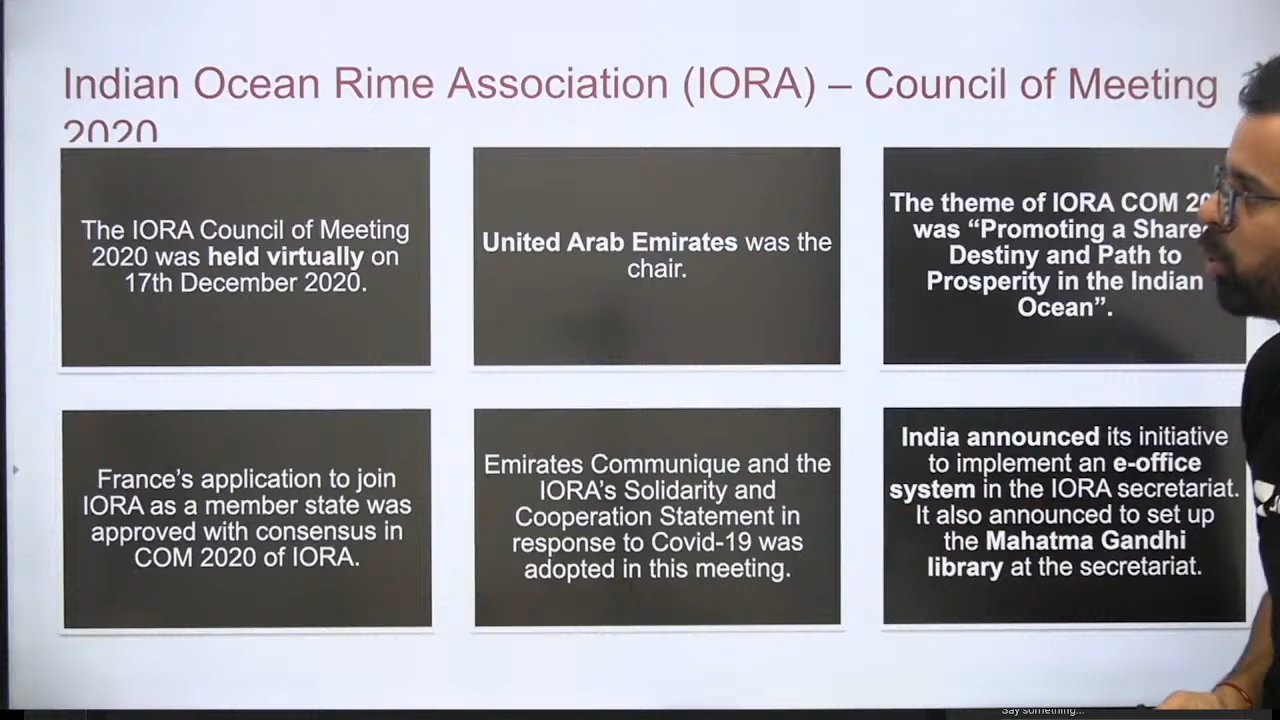 Indian Ocean Rime Association (IORA) – Council of Meeting
2020
The IORA Council of Meeting
2020 was held virtually on
17th December 2020.
United Arab Emirates was the
chair.
The theme of IORA COM 20
was “Promoting a Share
Destiny and Path to
Prosperity in the Indian
Ocean”.
France’s application to join
IORA as a member state was
approved with consensus in
COM 2020 of IORA.
Emirates Communique and the
IORA’s Solidarity and
Cooperation Statement in
response to Covid-19 was
adopted in this meeting.
India announced its initiative
to implement an e-office
system in the IORA secretariat.
It also announced to set up
the Mahatma Gandhi
library at the secretariat.
Say something...